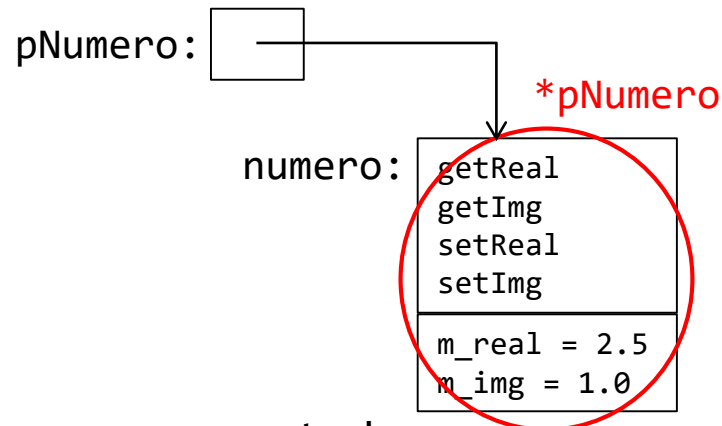 pNumero:
*pNumero
numero:
getReal
getImg
setReal
setImg
m_real = 2.5
m_img = 1.0